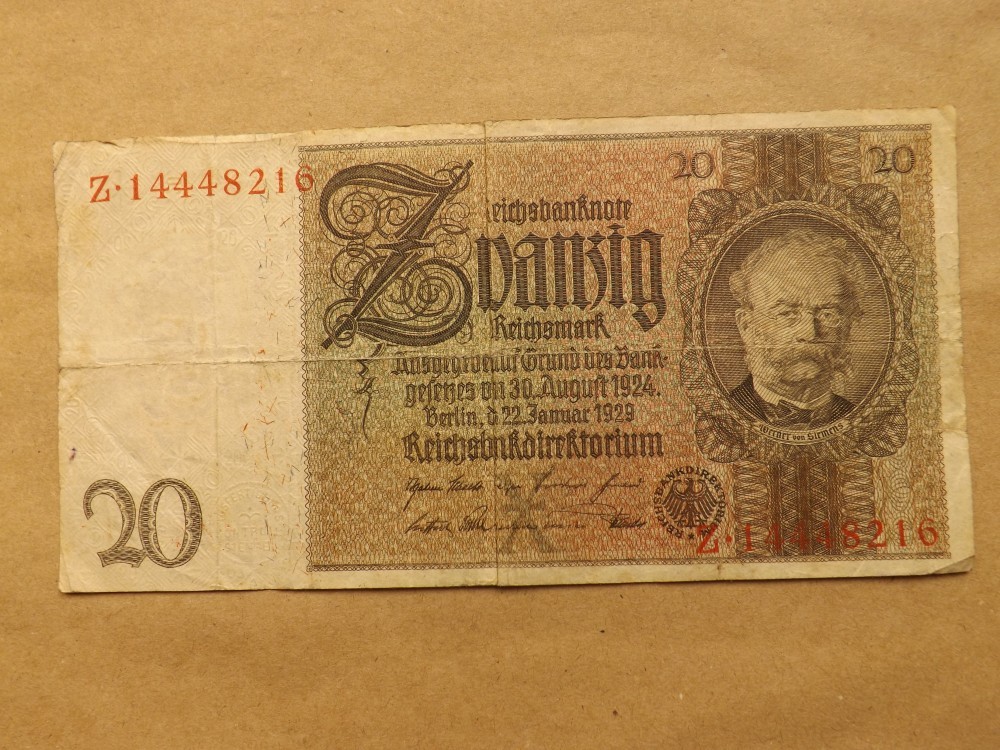 Z·14448216
20 20
Reichsbanknote
Zwanzig
Reichsmark
Ausgegeben auf Grund des Bank-
gesetzes vom 30. August 1924.
Berlin, d 22. Januar 1929
Reichsbankdirektorium
Werner von Siemens
REICHSBANKDIREKTORIUM
20
Z·14448216